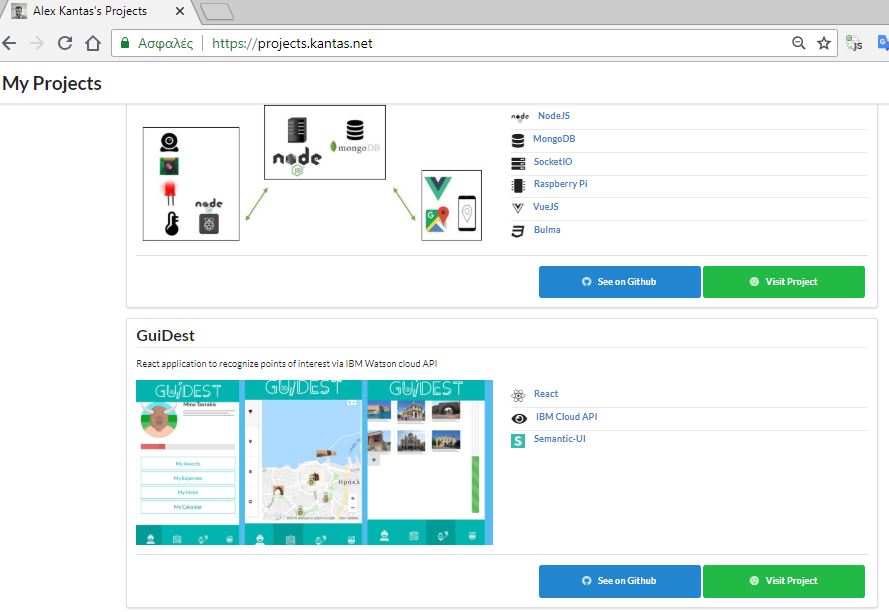 Alex Kantas's Projects
Ασφαλές
https://projects.kantas.net
My Projects
node
JS
mongoDB
node
NodeJS
MongoDB
SocketIO
Raspberry Pi
VueJS
Bulma
See on Github
Visit Project
GuiDest
React application to recognize points of interest via IBM Watson cloud API
GUIDEST
Mino Tavrakis
My Awards
My Expenses
My Hotel
My Calendar
GUIDEST
Ηράκλ
GUIDEST
React
IBM Cloud API
Semantic-UI
See on Github
Visit Project